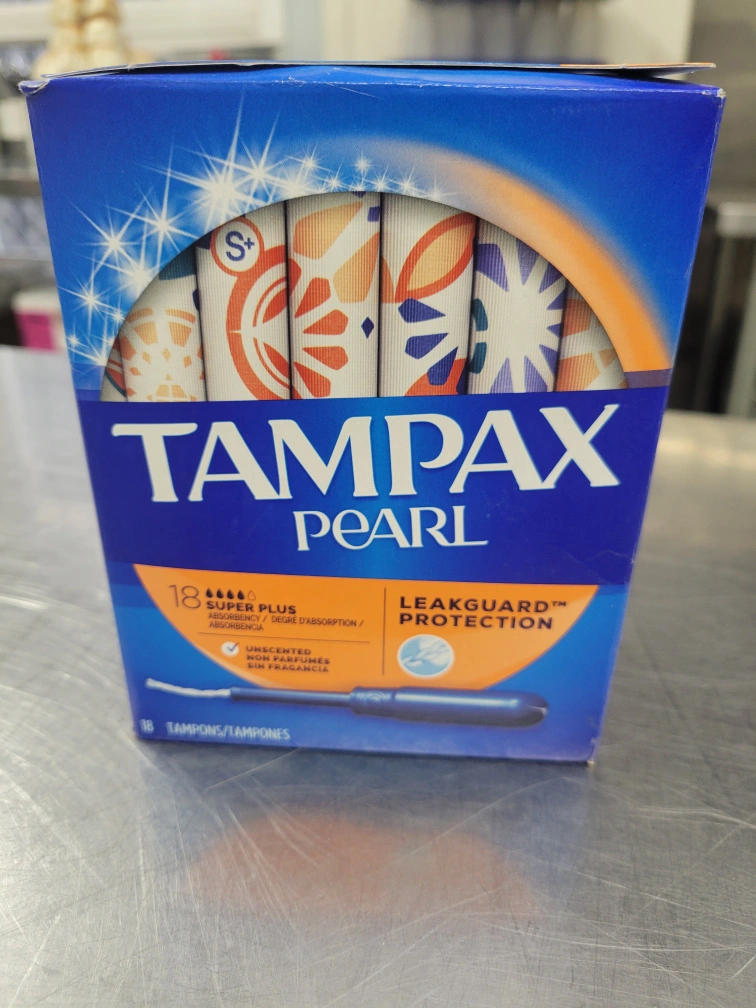 S+
TAMPAX
PEARL
18 SUPER PLUS
ABSORBENCY / DEGRÉ D'ABSORPTION /
ABSORBENCIA
UNSCENTED
NON PARFUMÉS
SIN FRAGANCIA
LEAKGUARD™
PROTECTION
18 TAMPONS/TAMPONES